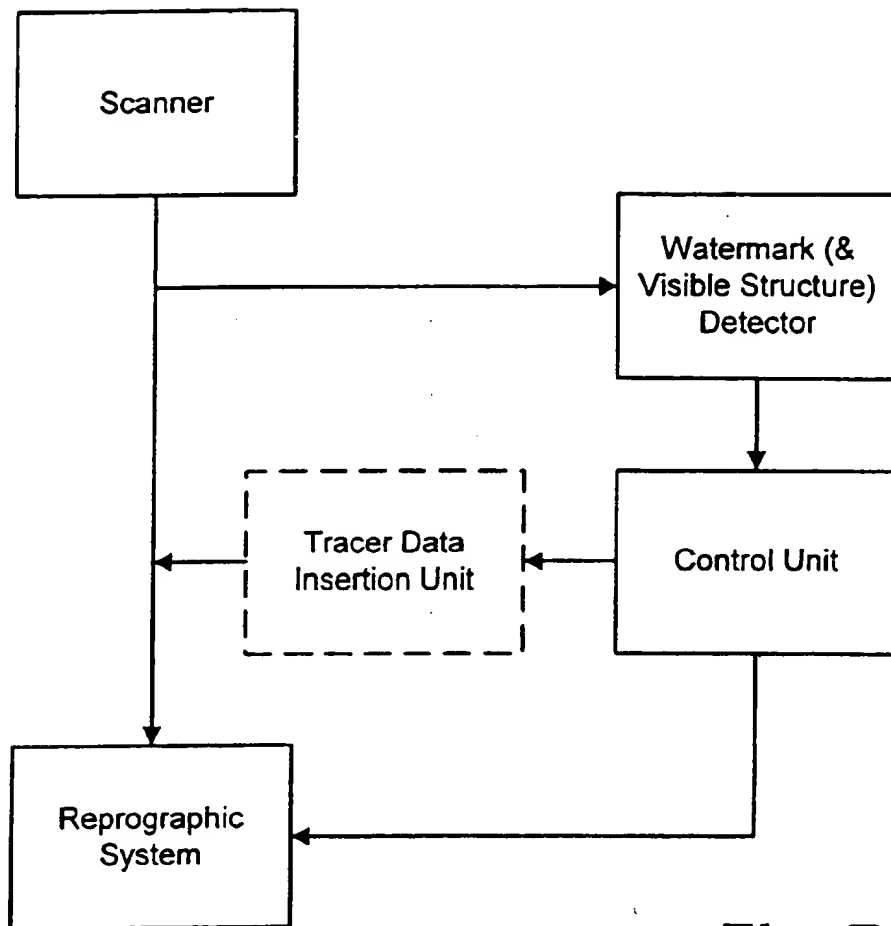 Scanner
Watermark (&
Visible Structure)
Detector
Tracer Data
Insertion Unit
Control Unit
Reprographic
System